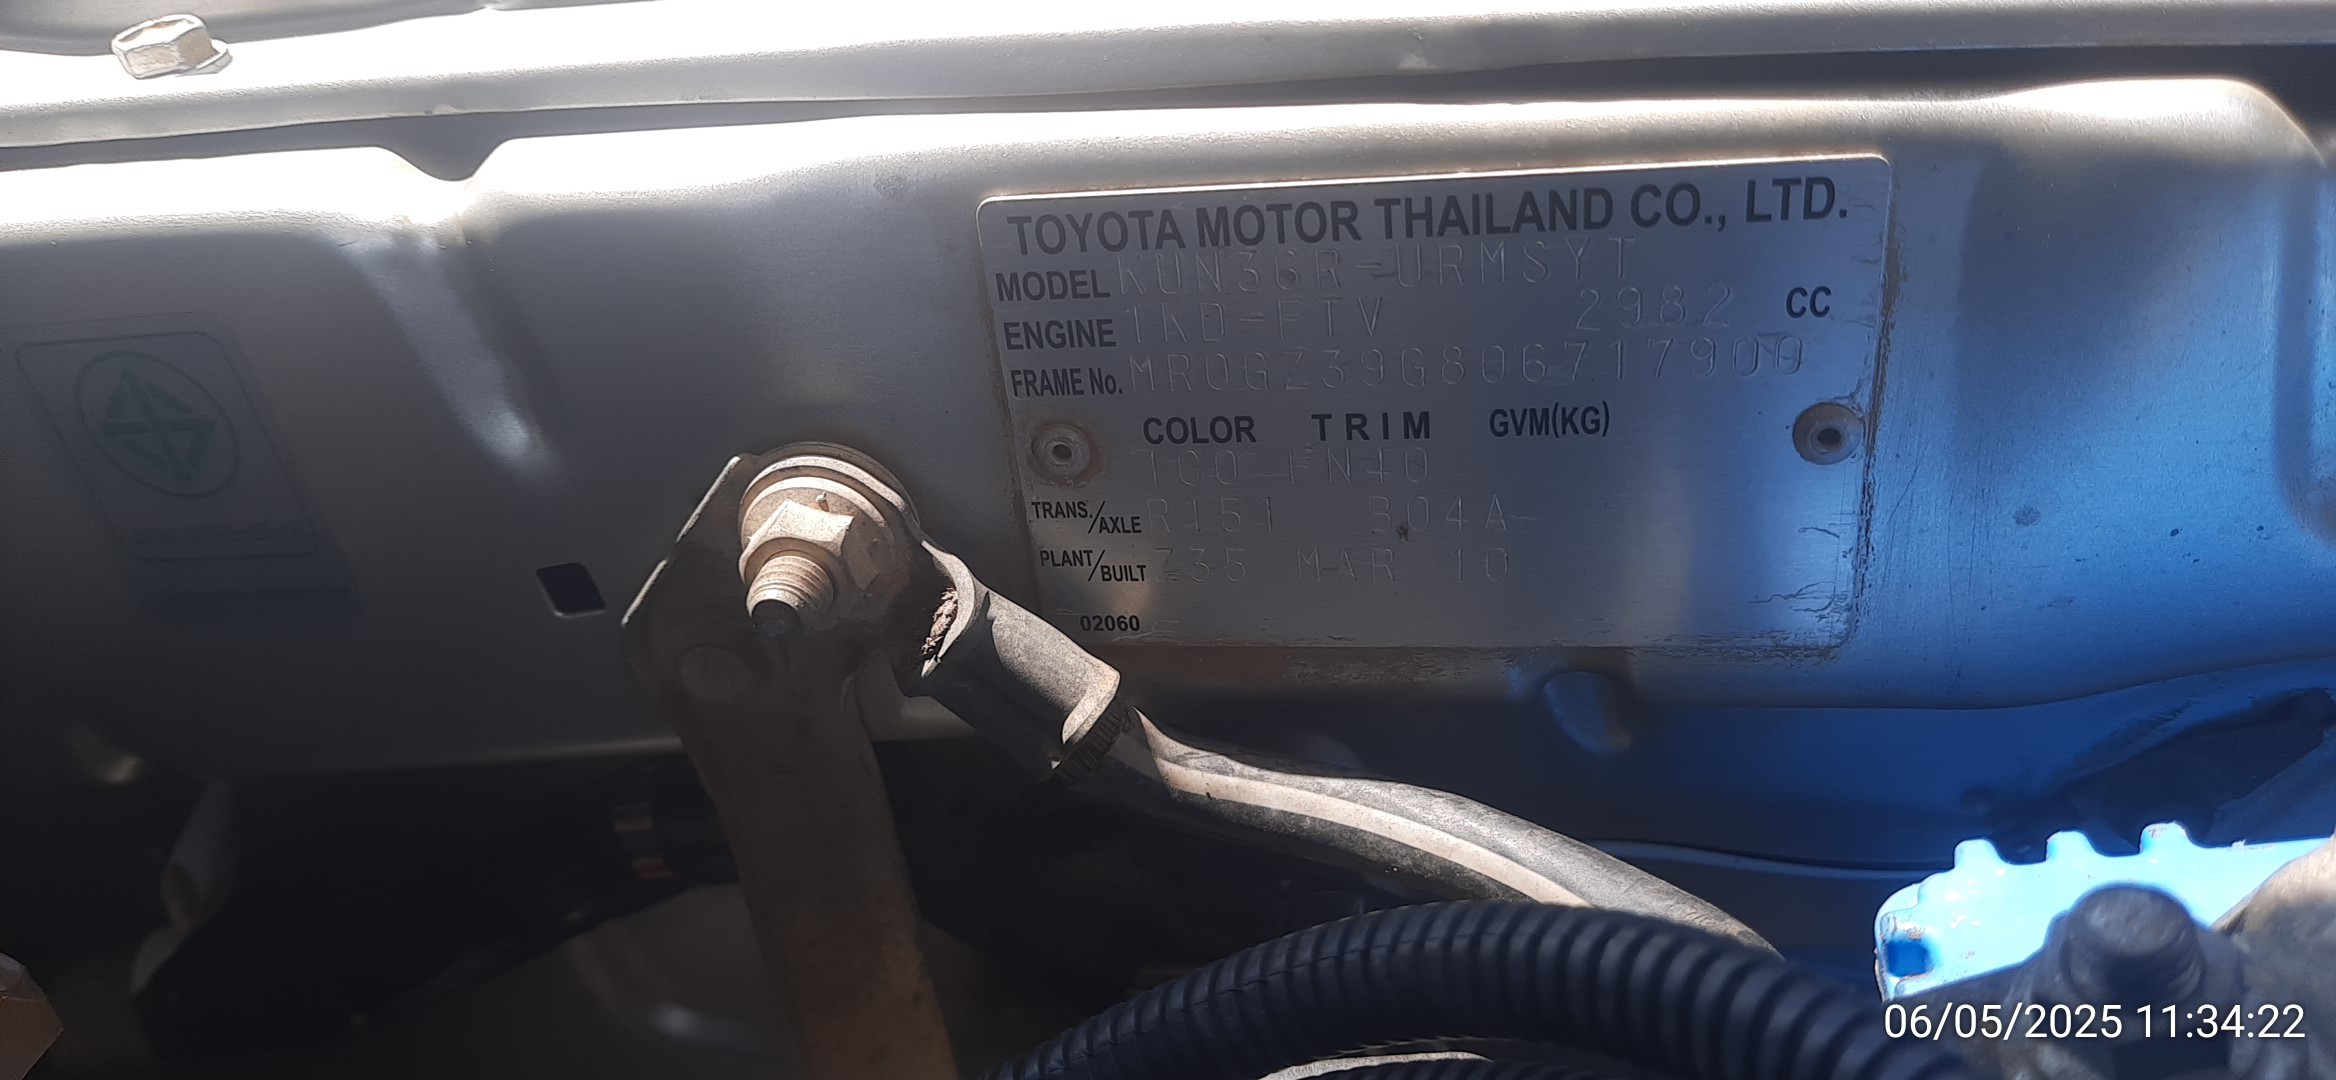 TOYOTA MOTOR THAILAND CO., LTD.
MODEL KUN36R-URMSYT
ENGINE 1KD-FTV 2982 CC
FRAME No. MR0GZ39G806717900
COLOR TRIM GVM(KG)
1C0 FN40
TRANS./AXLE R151 B04A
PLANT/BUILT Z35 MAR 10
02060
06/05/2025 11:34:22